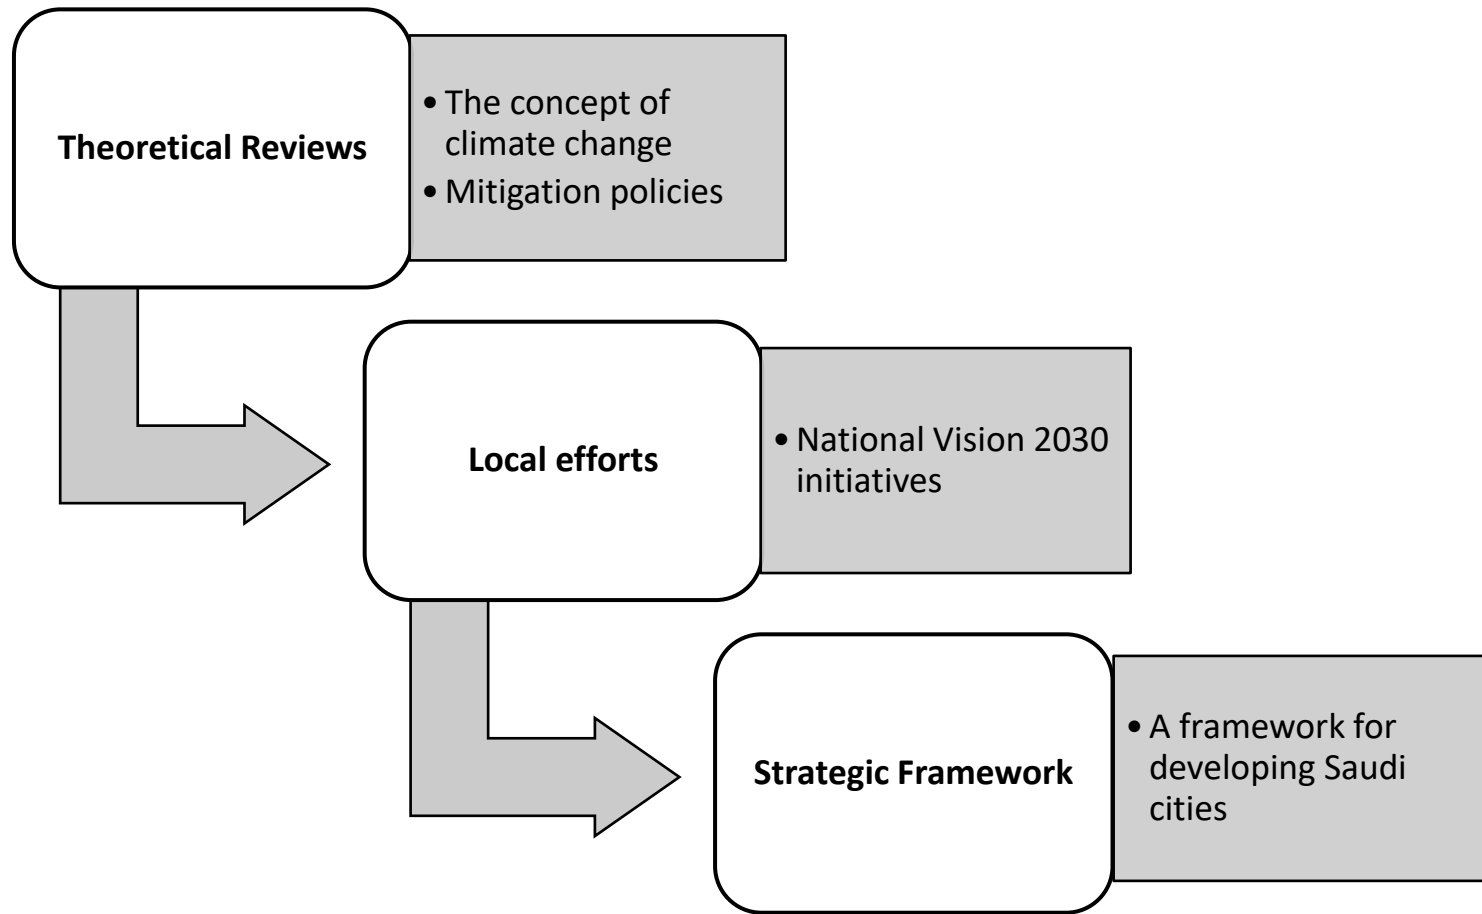 Theoretical Reviews
• The concept of
climate change
• Mitigation policies
Local efforts
• National Vision 2030
initiatives
Strategic Framework
• A framework for
developing Saudi
cities